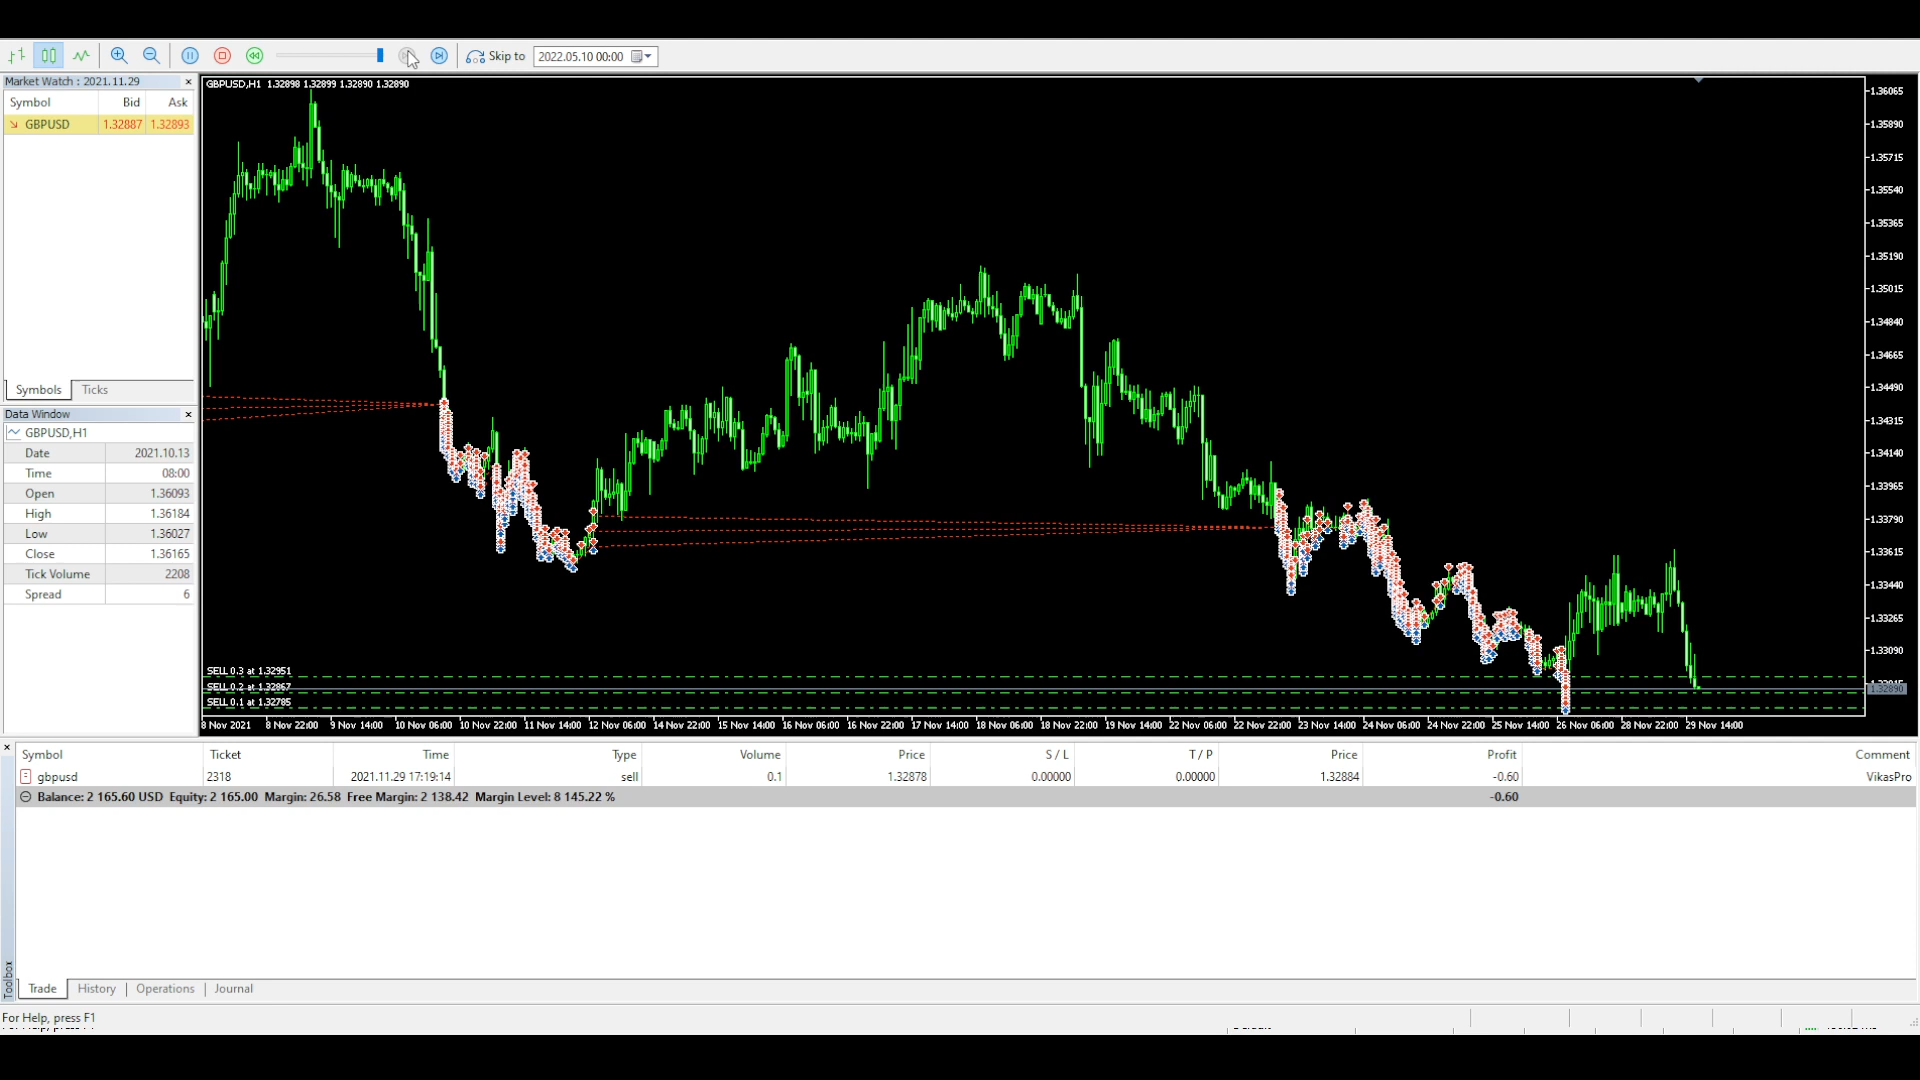 Skip to 2022.05.10 00:00
Market Watch : 2021.11.29
Symbol Bid Ask
GBPUSD 1.32887 1.32893
Symbols Ticks
Data Window
GBPUSD,H1
Date 2021.10.13
Time 08:00
Open 1.36093
High 1.36184
Low 1.36027
Close 1.36165
Tick Volume 2208
Spread 6
GBPUSD,H1 1.32898 1.32899 1.32890 1.32890
1.36065
1.35890
1.35715
1.35540
1.35365
1.35190
1.35015
1.34840
1.34665
1.34490
1.34315
1.34140
1.33965
1.33790
1.33615
1.33440
1.33265
1.33090
1.32890
SELL 0.3 at 1.32951
SELL 0.2 at 1.32867
SELL 0.1 at 1.32785
8 Nov 2021 8 Nov 22:00 9 Nov 14:00 10 Nov 06:00 10 Nov 22:00 11 Nov 14:00 12 Nov 06:00 14 Nov 22:00 15 Nov 14:00 16 Nov 06:00 16 Nov 22:00 17 Nov 14:00 18 Nov 06:00 18 Nov 22:00 19 Nov 14:00 22 Nov 06:00 22 Nov 22:00 23 Nov 14:00 24 Nov 06:00 24 Nov 22:00 25 Nov 14:00 26 Nov 06:00 28 Nov 22:00 29 Nov 14:00
Symbol Ticket Time Type Volume Price S / L T / P Price Profit Comment
gbpusd 2318 2021.11.29 17:19:14 sell 0.1 1.32878 0.00000 0.00000 1.32884 -0.60 VikasPro
Balance: 2 165.60 USD Equity: 2 165.00 Margin: 26.58 Free Margin: 2 138.42 Margin Level: 8 145.22 % -0.60
Toolbox
Trade History Operations Journal
For Help, press F1